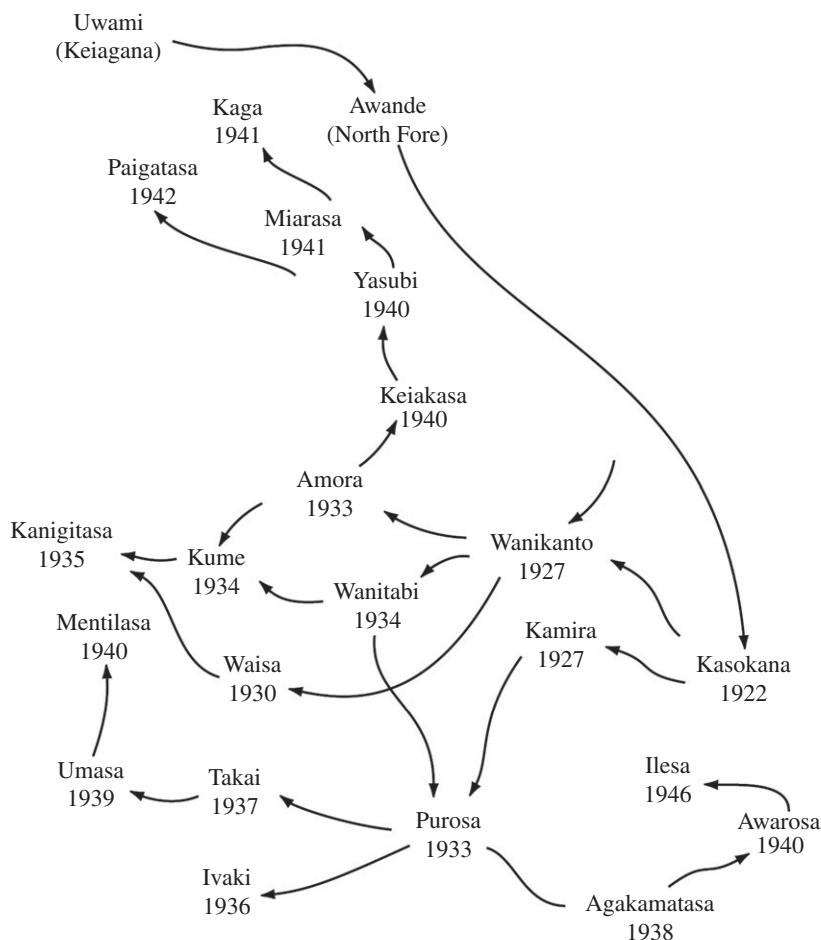 Uwami
(Keiagana)
Awande
(North Fore)
Kaga
1941
Paigatasa
1942
Miarasa
1941
Yasubi
1940
Keiakasa
1940
Amora
1933
Kanigitasa
1935
Kume
1934
Wanikanto
1927
Wanitabi
1934
Mentilasa
1940
Kamira
1927
Waisa
1930
Kasokana
1922
Umasa
1939
Takai
1937
Ilesa
1946
Purosa
1933
Awarosa
1940
Ivaki
1936
Agakamatasa
1938